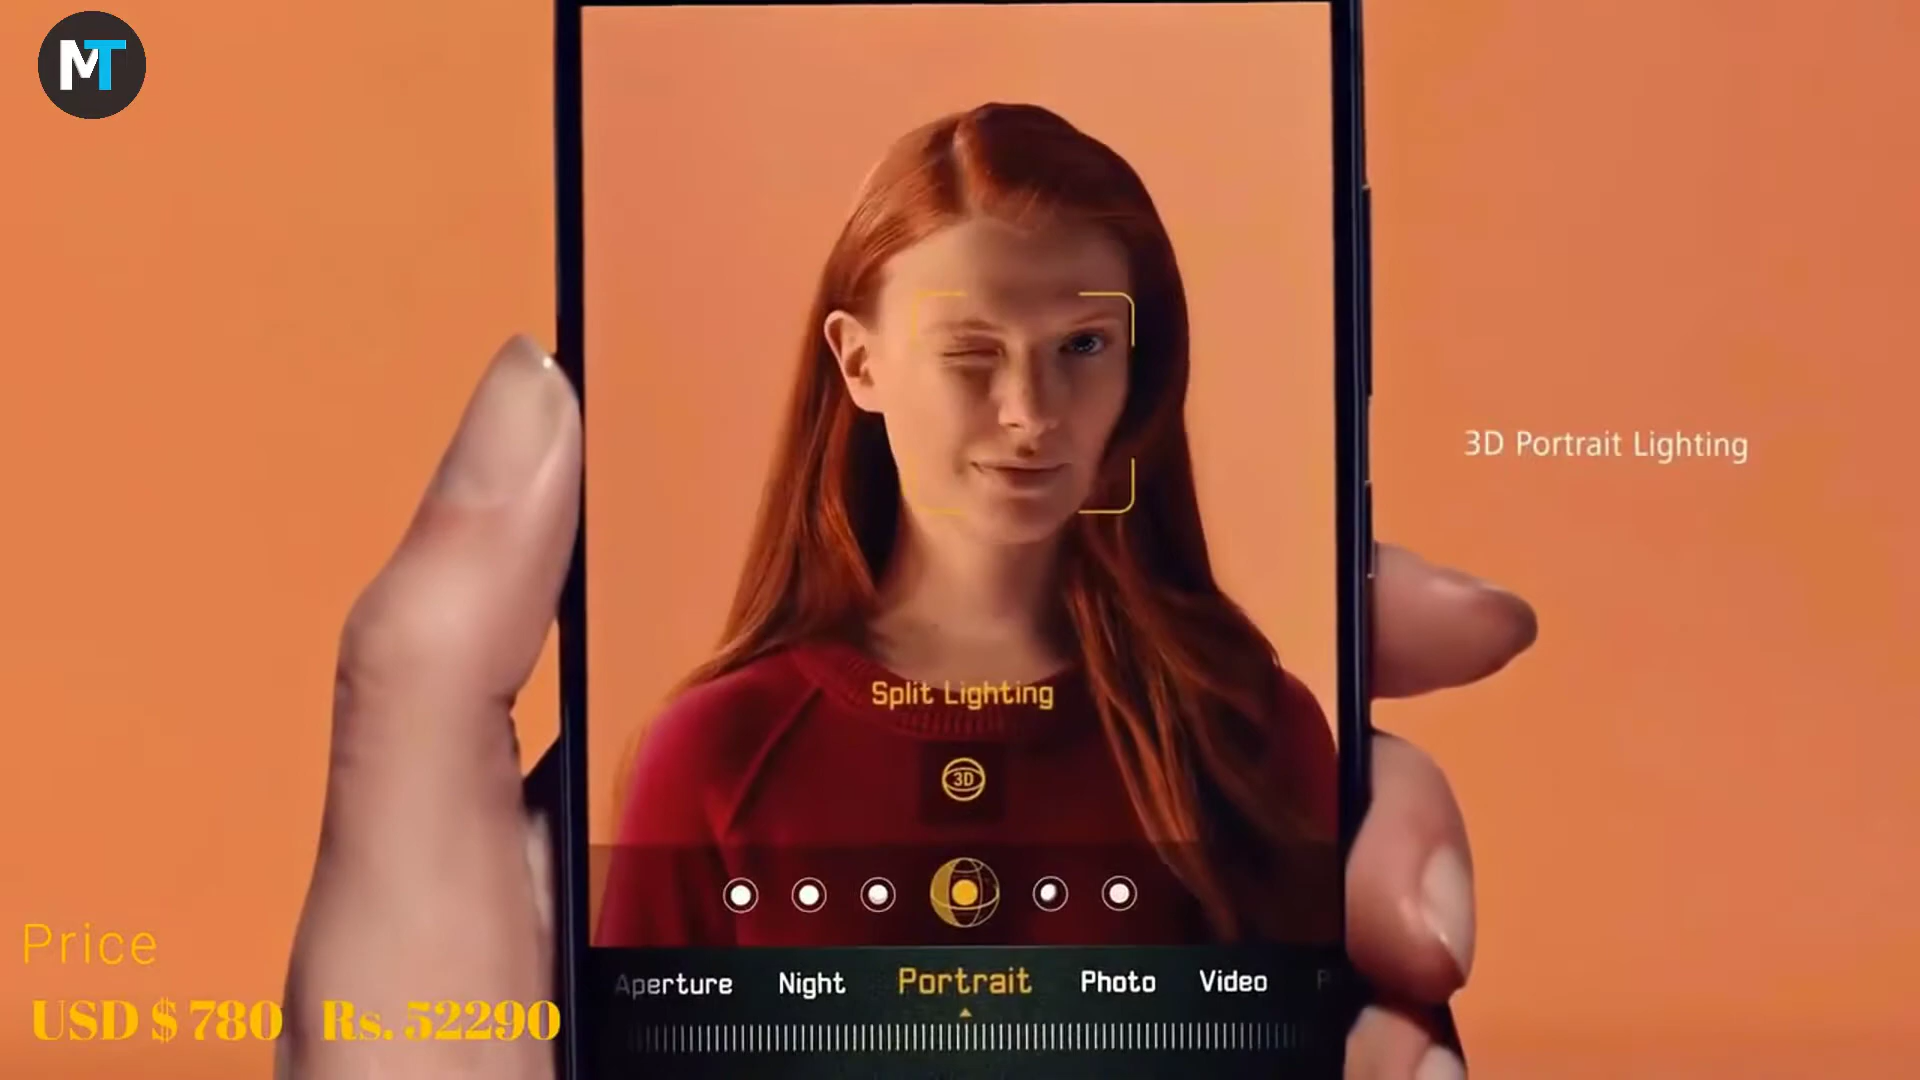 MT
3D Portrait Lighting
Split Lighting
3D
Aperture Night Portrait Photo Video
Price
USD $ 780 Rs. 52290